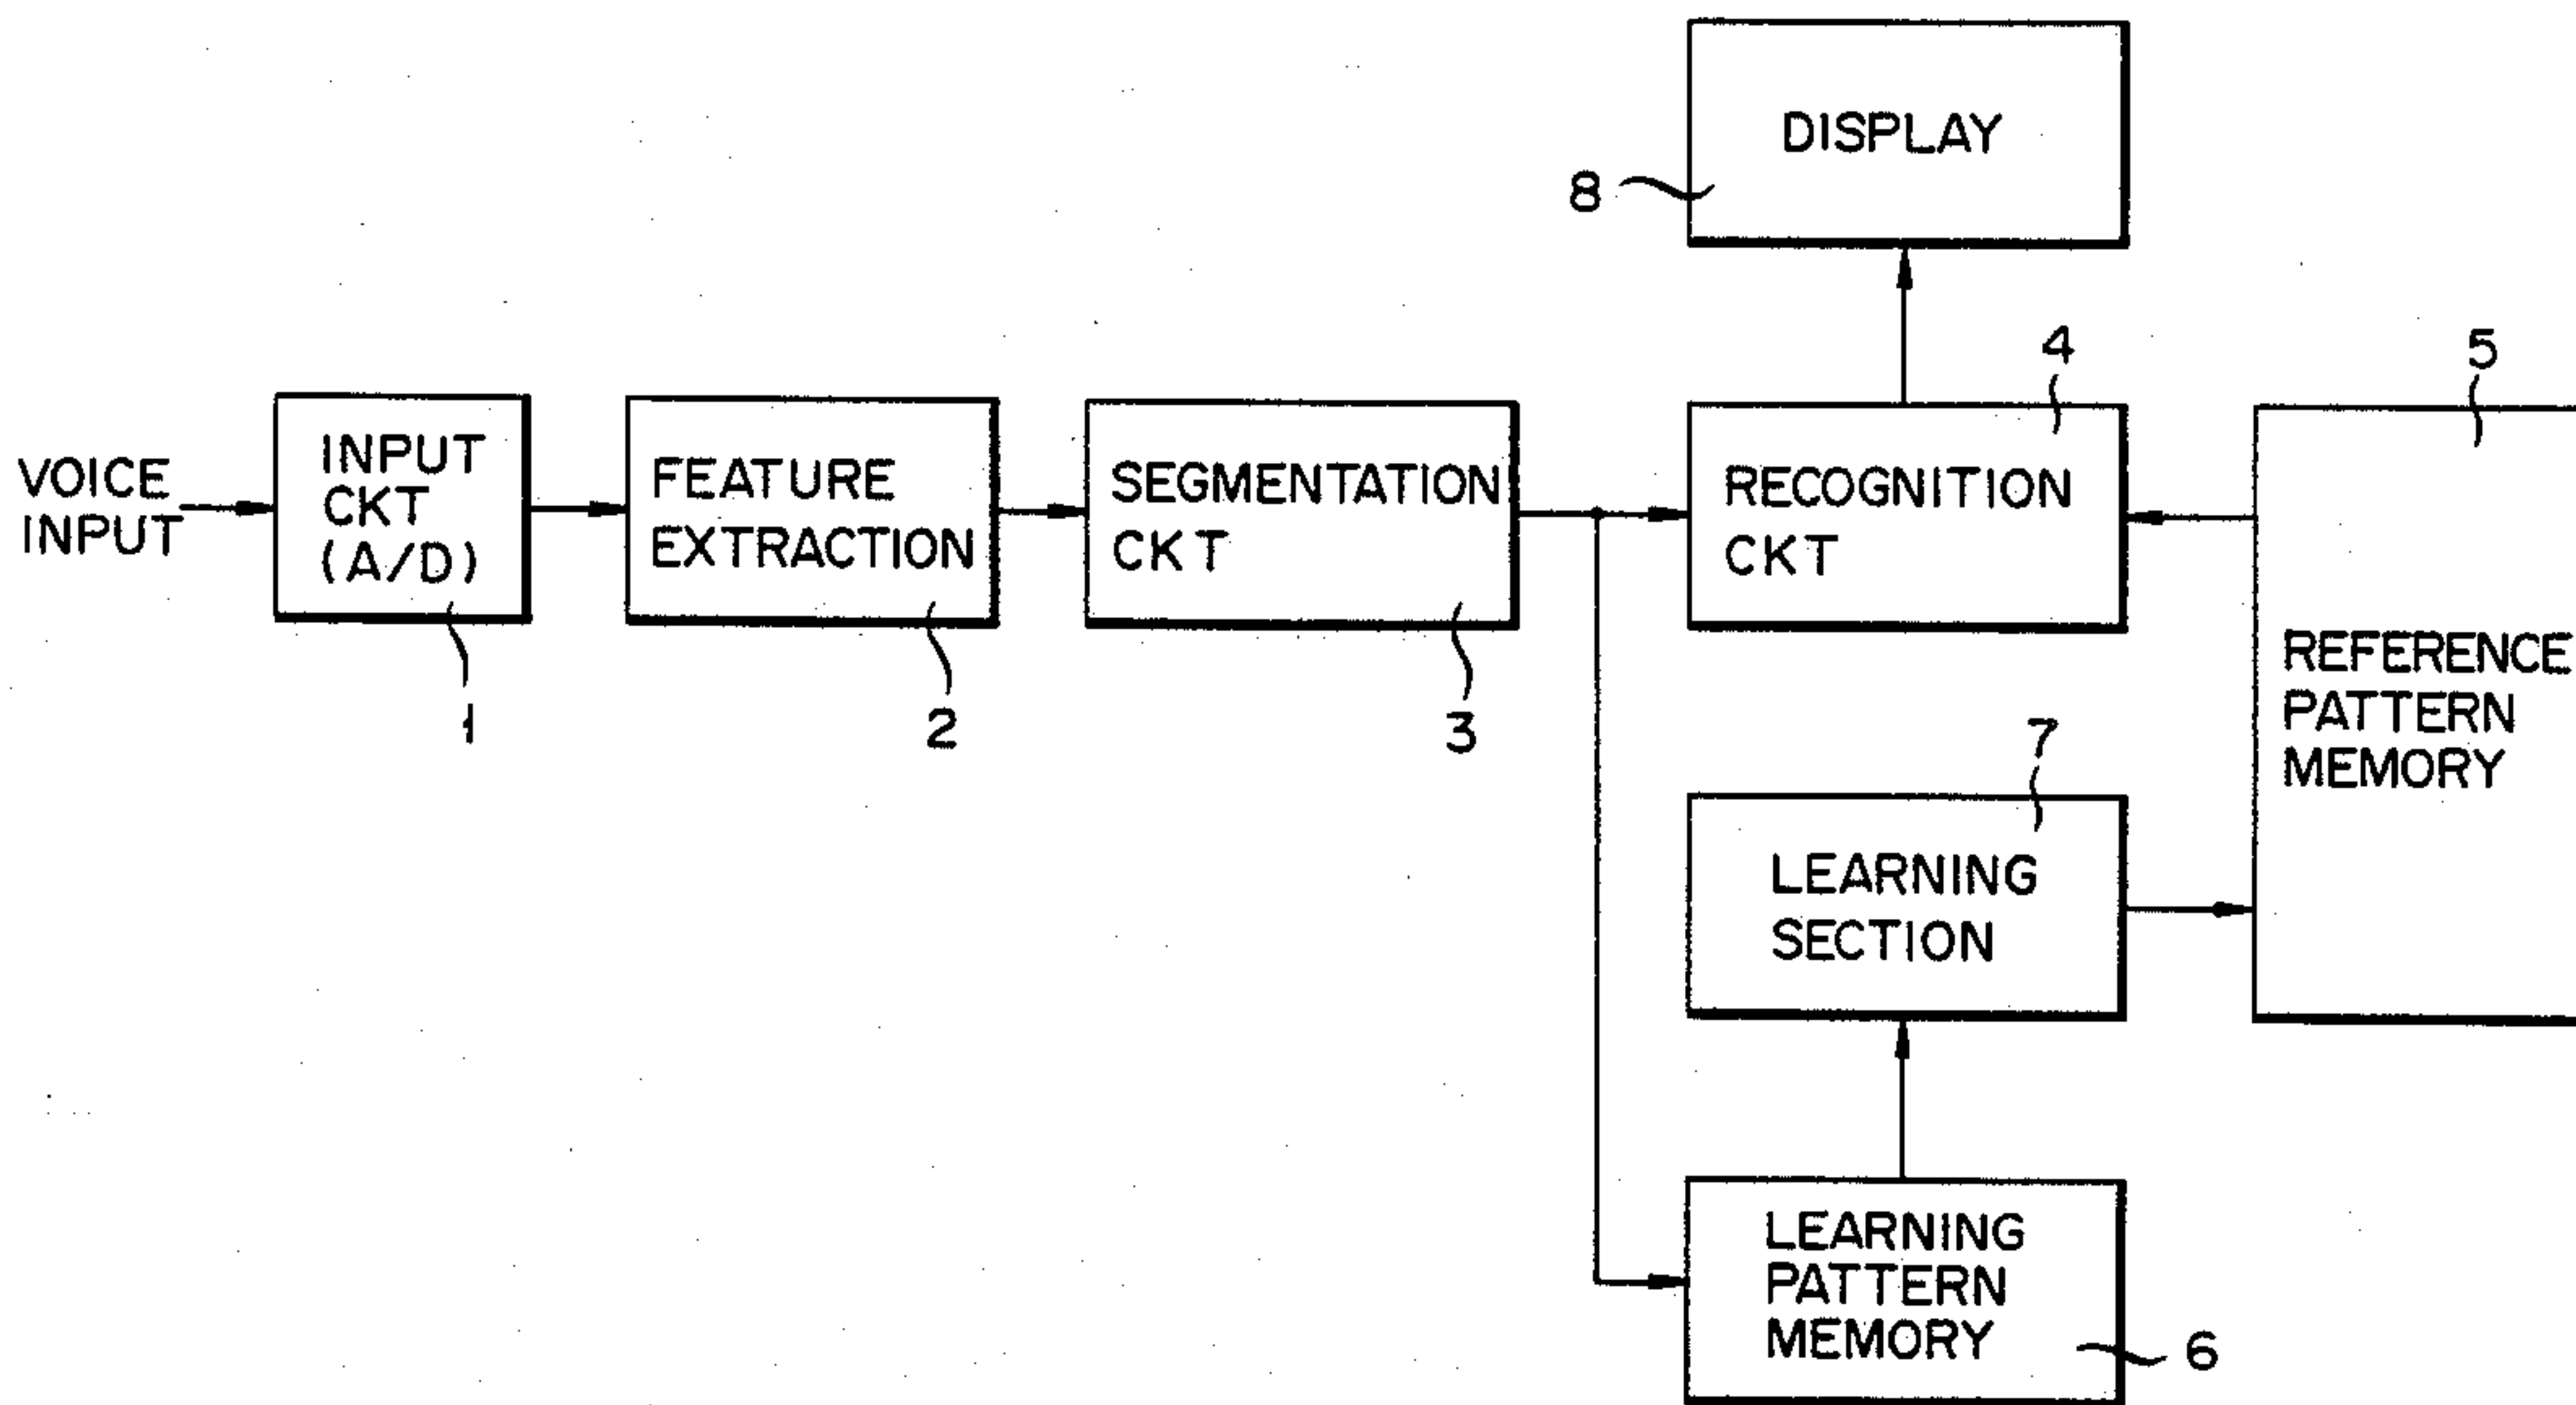 DISPLAY
8
4
5
VOICE
INPUT
INPUT
CKT
(A/D)
FEATURE
EXTRACTION
SEGMENTATION
CKT
RECOGNITION
CKT
1
2
3
REFERENCE
PATTERN
MEMORY
7
LEARNING
SECTION
LEARNING
PATTERN
MEMORY
6